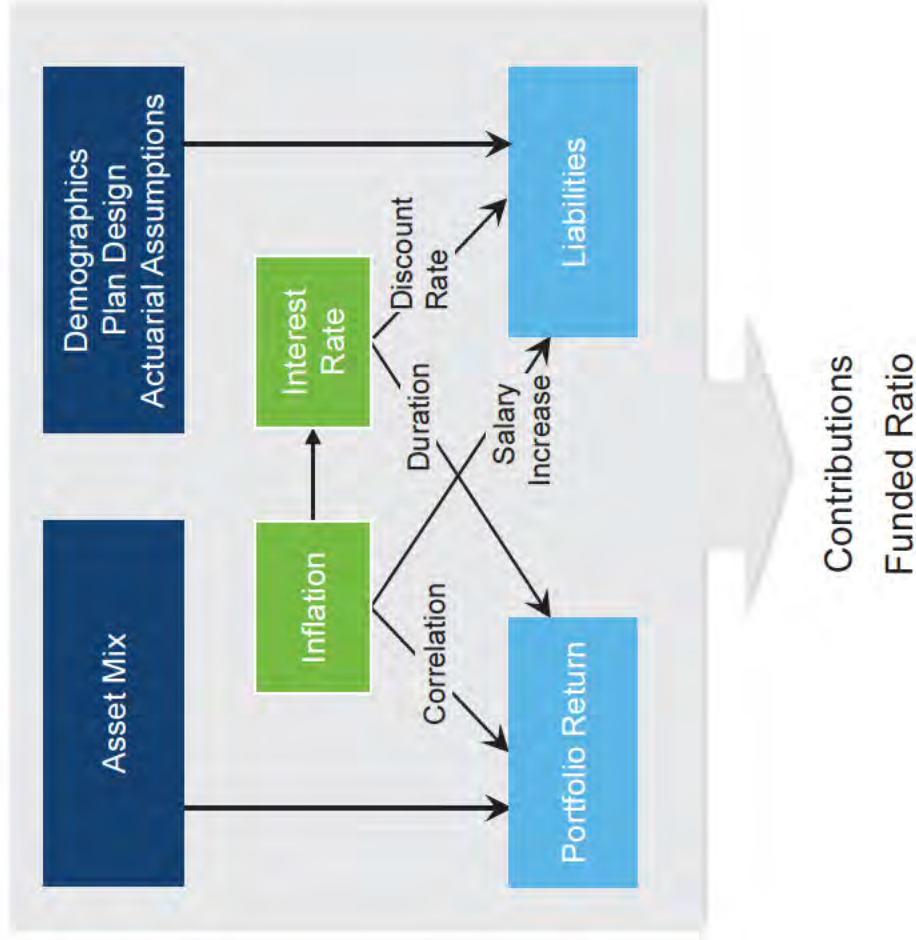 Asset Mix
Demographics
Plan Design
Actuarial Assumptions
Inflation
Interest
Rate
Correlation
Duration
Salary
Increase
Discount
Rate
Portfolio Return
Liabilities
Contributions
Funded Ratio